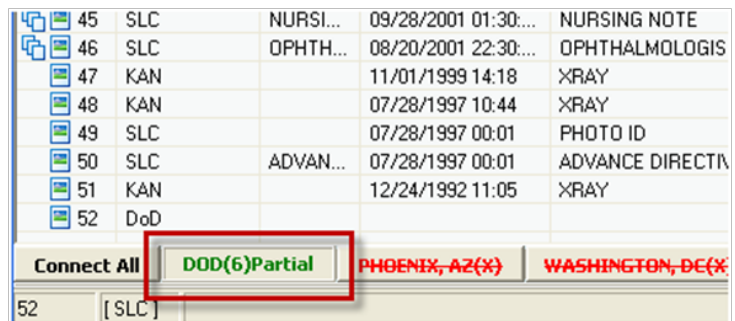 45 SLC NURSI... 09/28/2001 01:30:... NURSING NOTE
46 SLC OPHTH... 08/20/2001 22:30:... OPHTHALMOLOGIS
47 KAN 11/01/1999 14:18 XRAY
48 KAN 07/28/1997 10:44 XRAY
49 SLC 07/28/1997 00:01 PHOTO ID
50 SLC ADVAN... 07/28/1997 00:01 ADVANCE DIRECTIV
51 KAN 12/24/1992 11:05 XRAY
52 DoD
Connect All DOD(6)Partial PHOENIX, AZ(X) WASHINGTON, DC(X
52 [ SLC ]